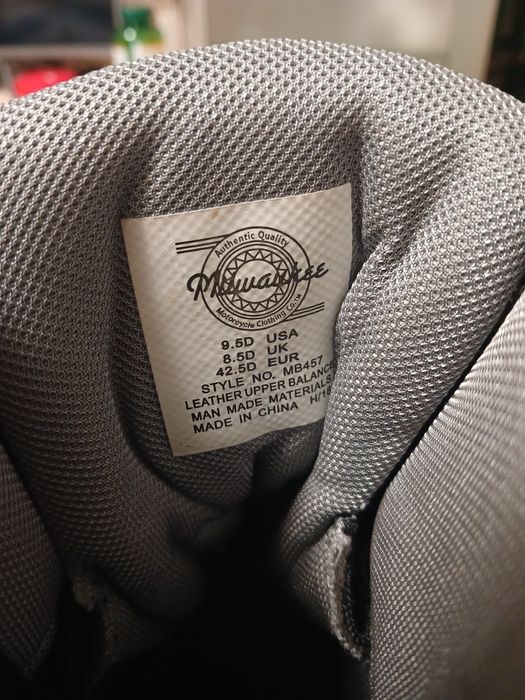 Authentic Quality
Milwaukee
Motorcycle Clothing Co.
9.5D USA
8.5D UK
42.5D EUR
STYLE NO. MB457
LEATHER UPPER BALANCE
MAN MADE MATERIALS
MADE IN CHINA H/18